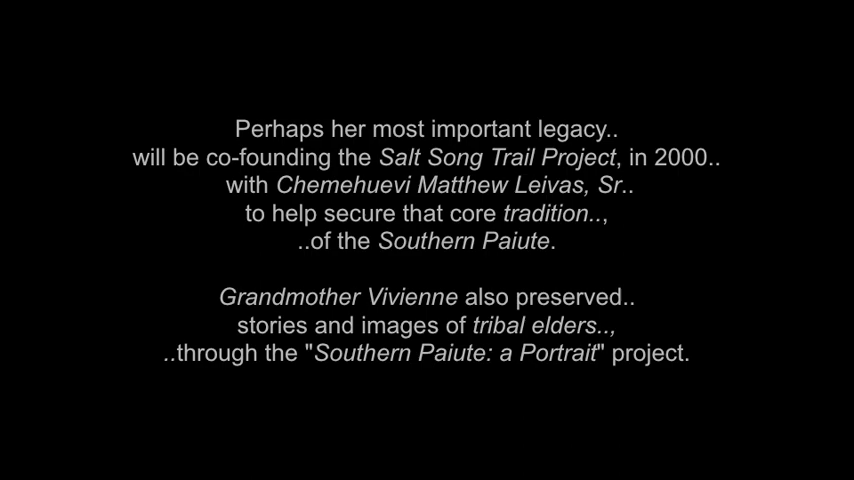 Perhaps her most important legacy..
will be co-founding the Salt Song Trail Project, in 2000..
with Chemehuevi Matthew Leivas, Sr..
to help secure that core tradition..,
..of the Southern Paiute.
Grandmother Vivienne also preserved..
stories and images of tribal elders..,
..through the "Southern Paiute: a Portrait" project.